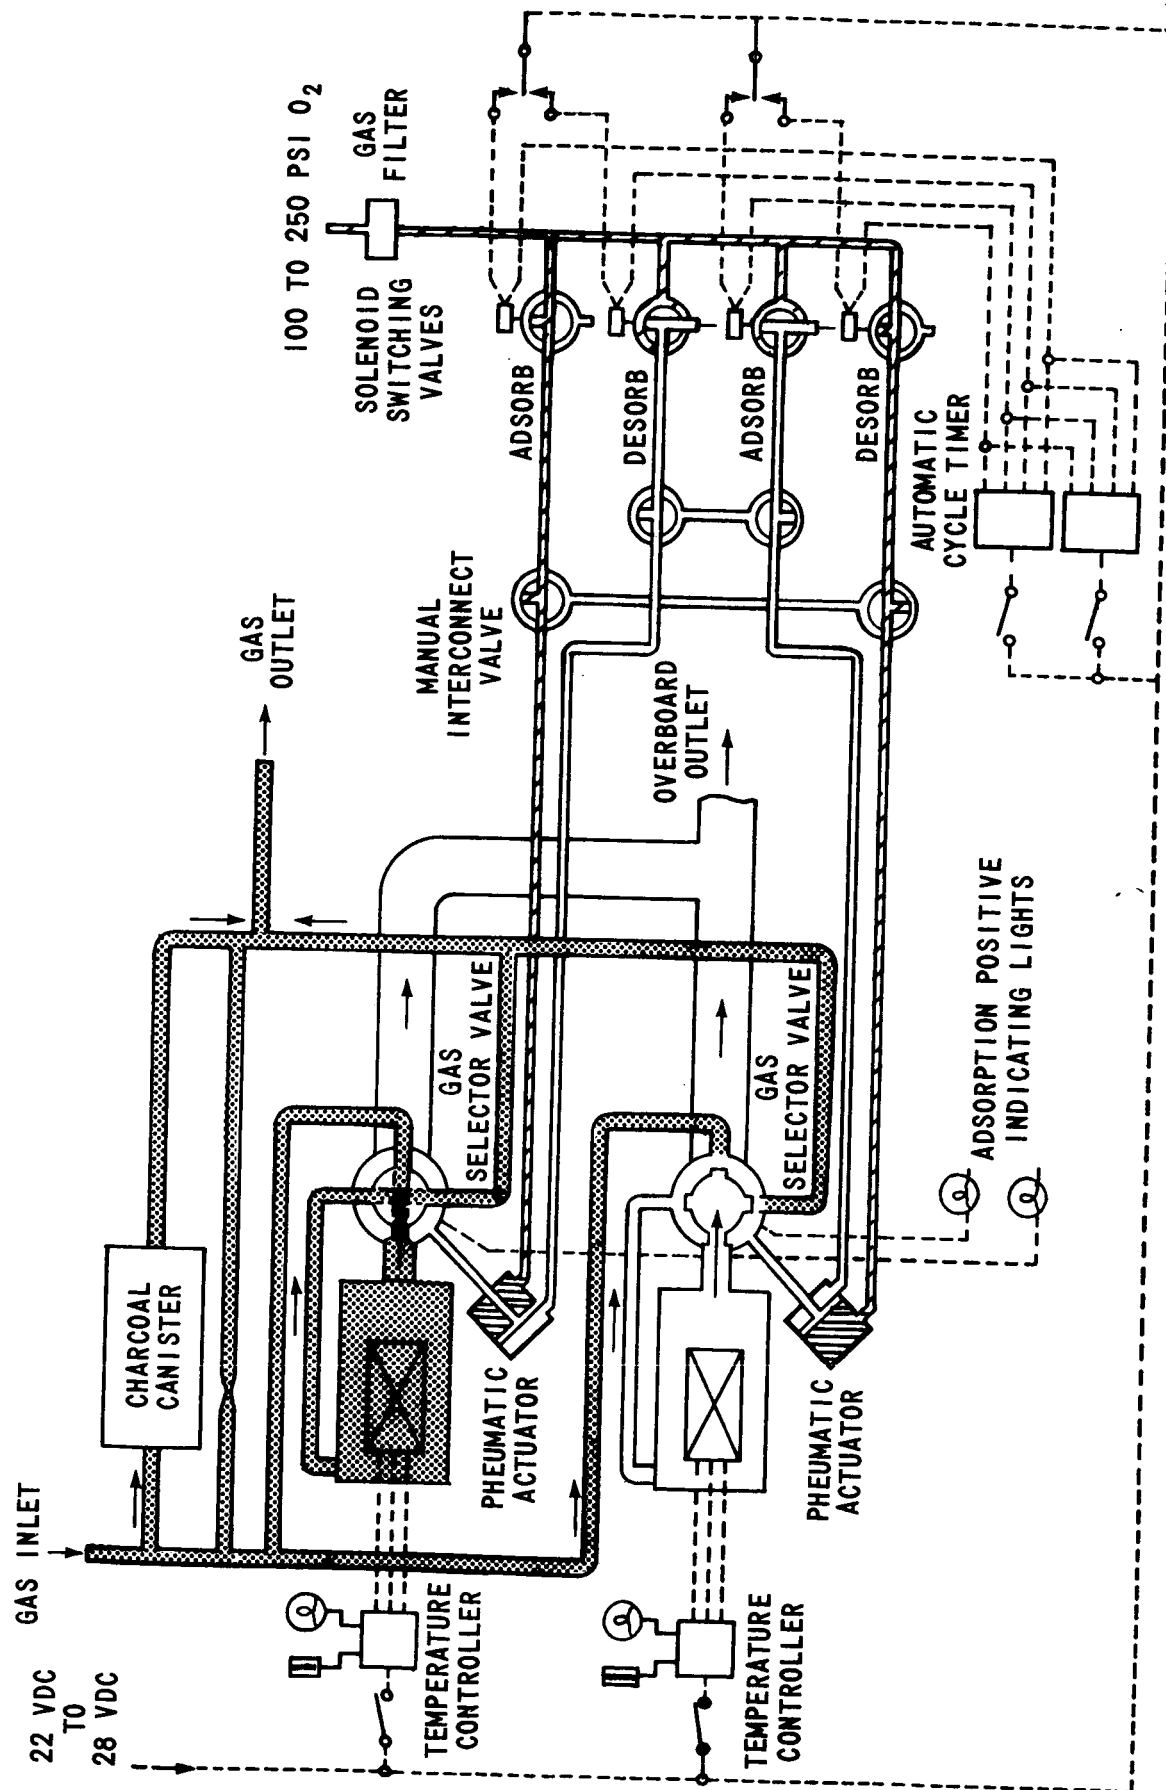 22 VDC
TO
28 VDC
GAS INLET
CHARCOAL
CANISTER
GAS
OUTLET
100 TO 250 PSI O2
GAS
FILTER
SOLENOID
SWITCHING
VALVES
MANUAL
INTERCONNECT
VALVE
ADSORB
DESORB
ADSORB
DESORB
GAS
SELECTOR VALVE
OVERBOARD
OUTLET
TEMPERATURE
CONTROLLER
PHEUMATIC
ACTUATOR
GAS
SELECTOR VALVE
AUTOMATIC
CYCLE TIMER
TEMPERATURE
CONTROLLER
PHEUMATIC
ACTUATOR
ADSORPTION POSITIVE
INDICATING LIGHTS